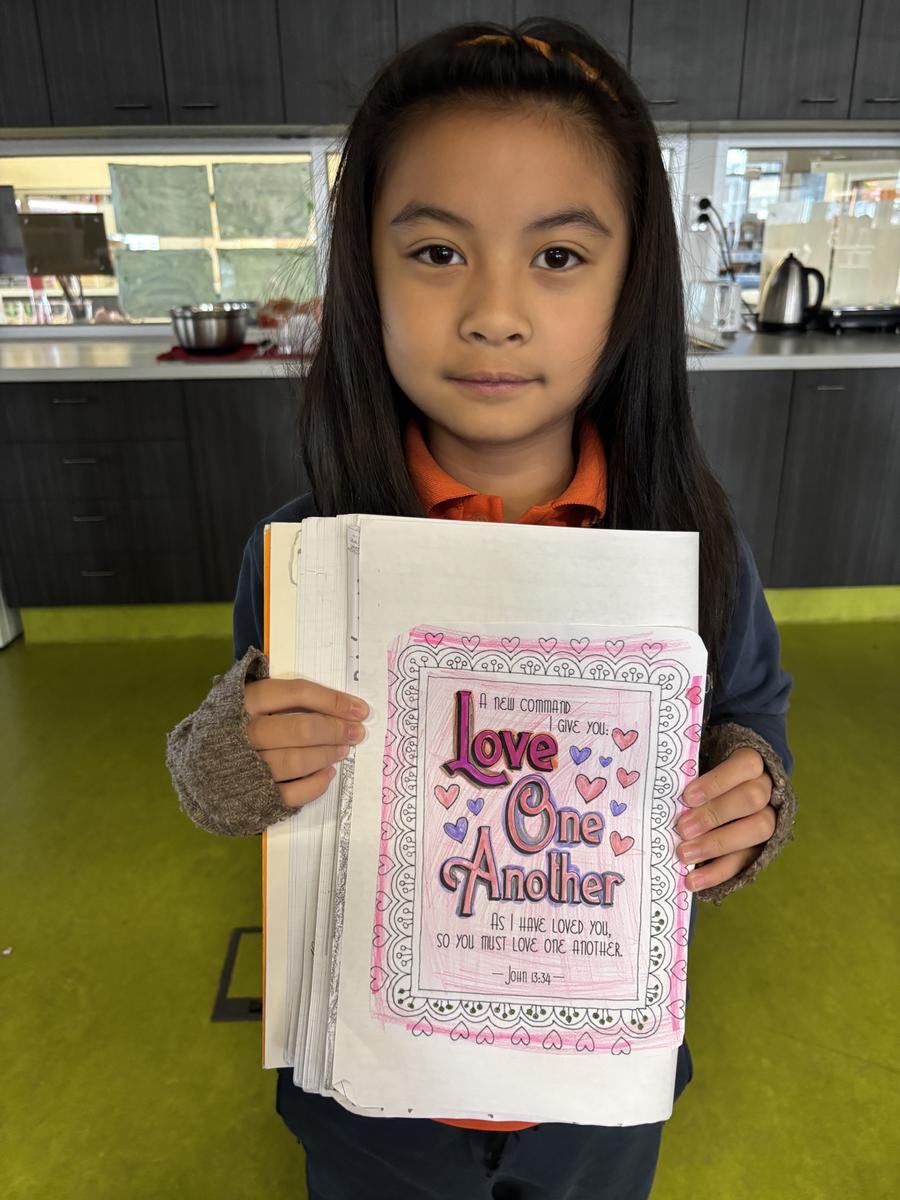 A NEW COMMAND
I GIVE YOU:
Love
One
Another
AS I HAVE LOVED YOU,
SO YOU MUST LOVE ONE ANOTHER.
—JOHN 13:34—